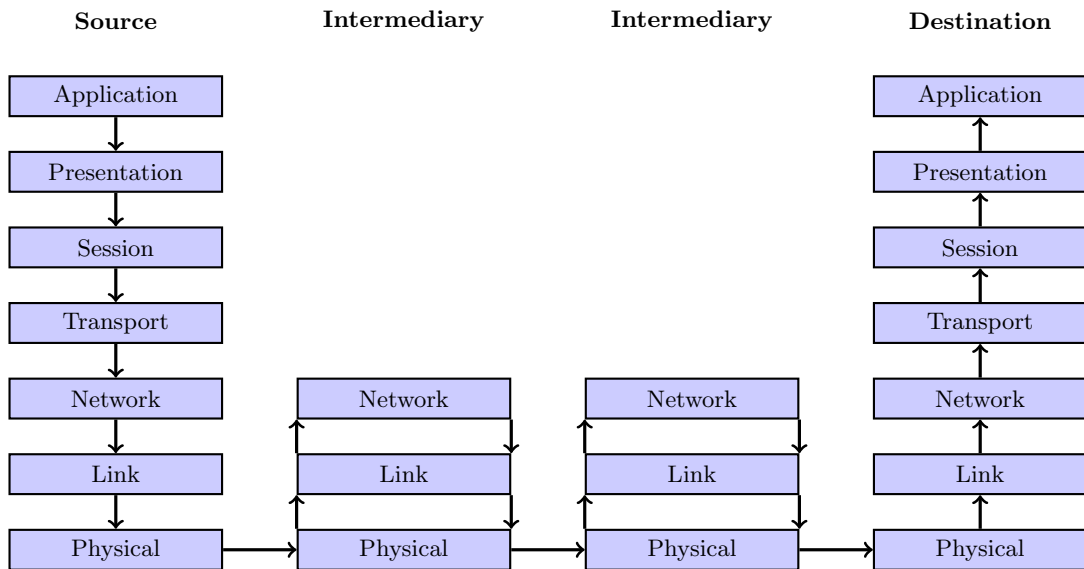 Source Intermediary Intermediary Destination
Application Application
Presentation Presentation
Session Session
Transport Transport
Network Network Network Network
Link Link Link Link
Physical Physical Physical Physical